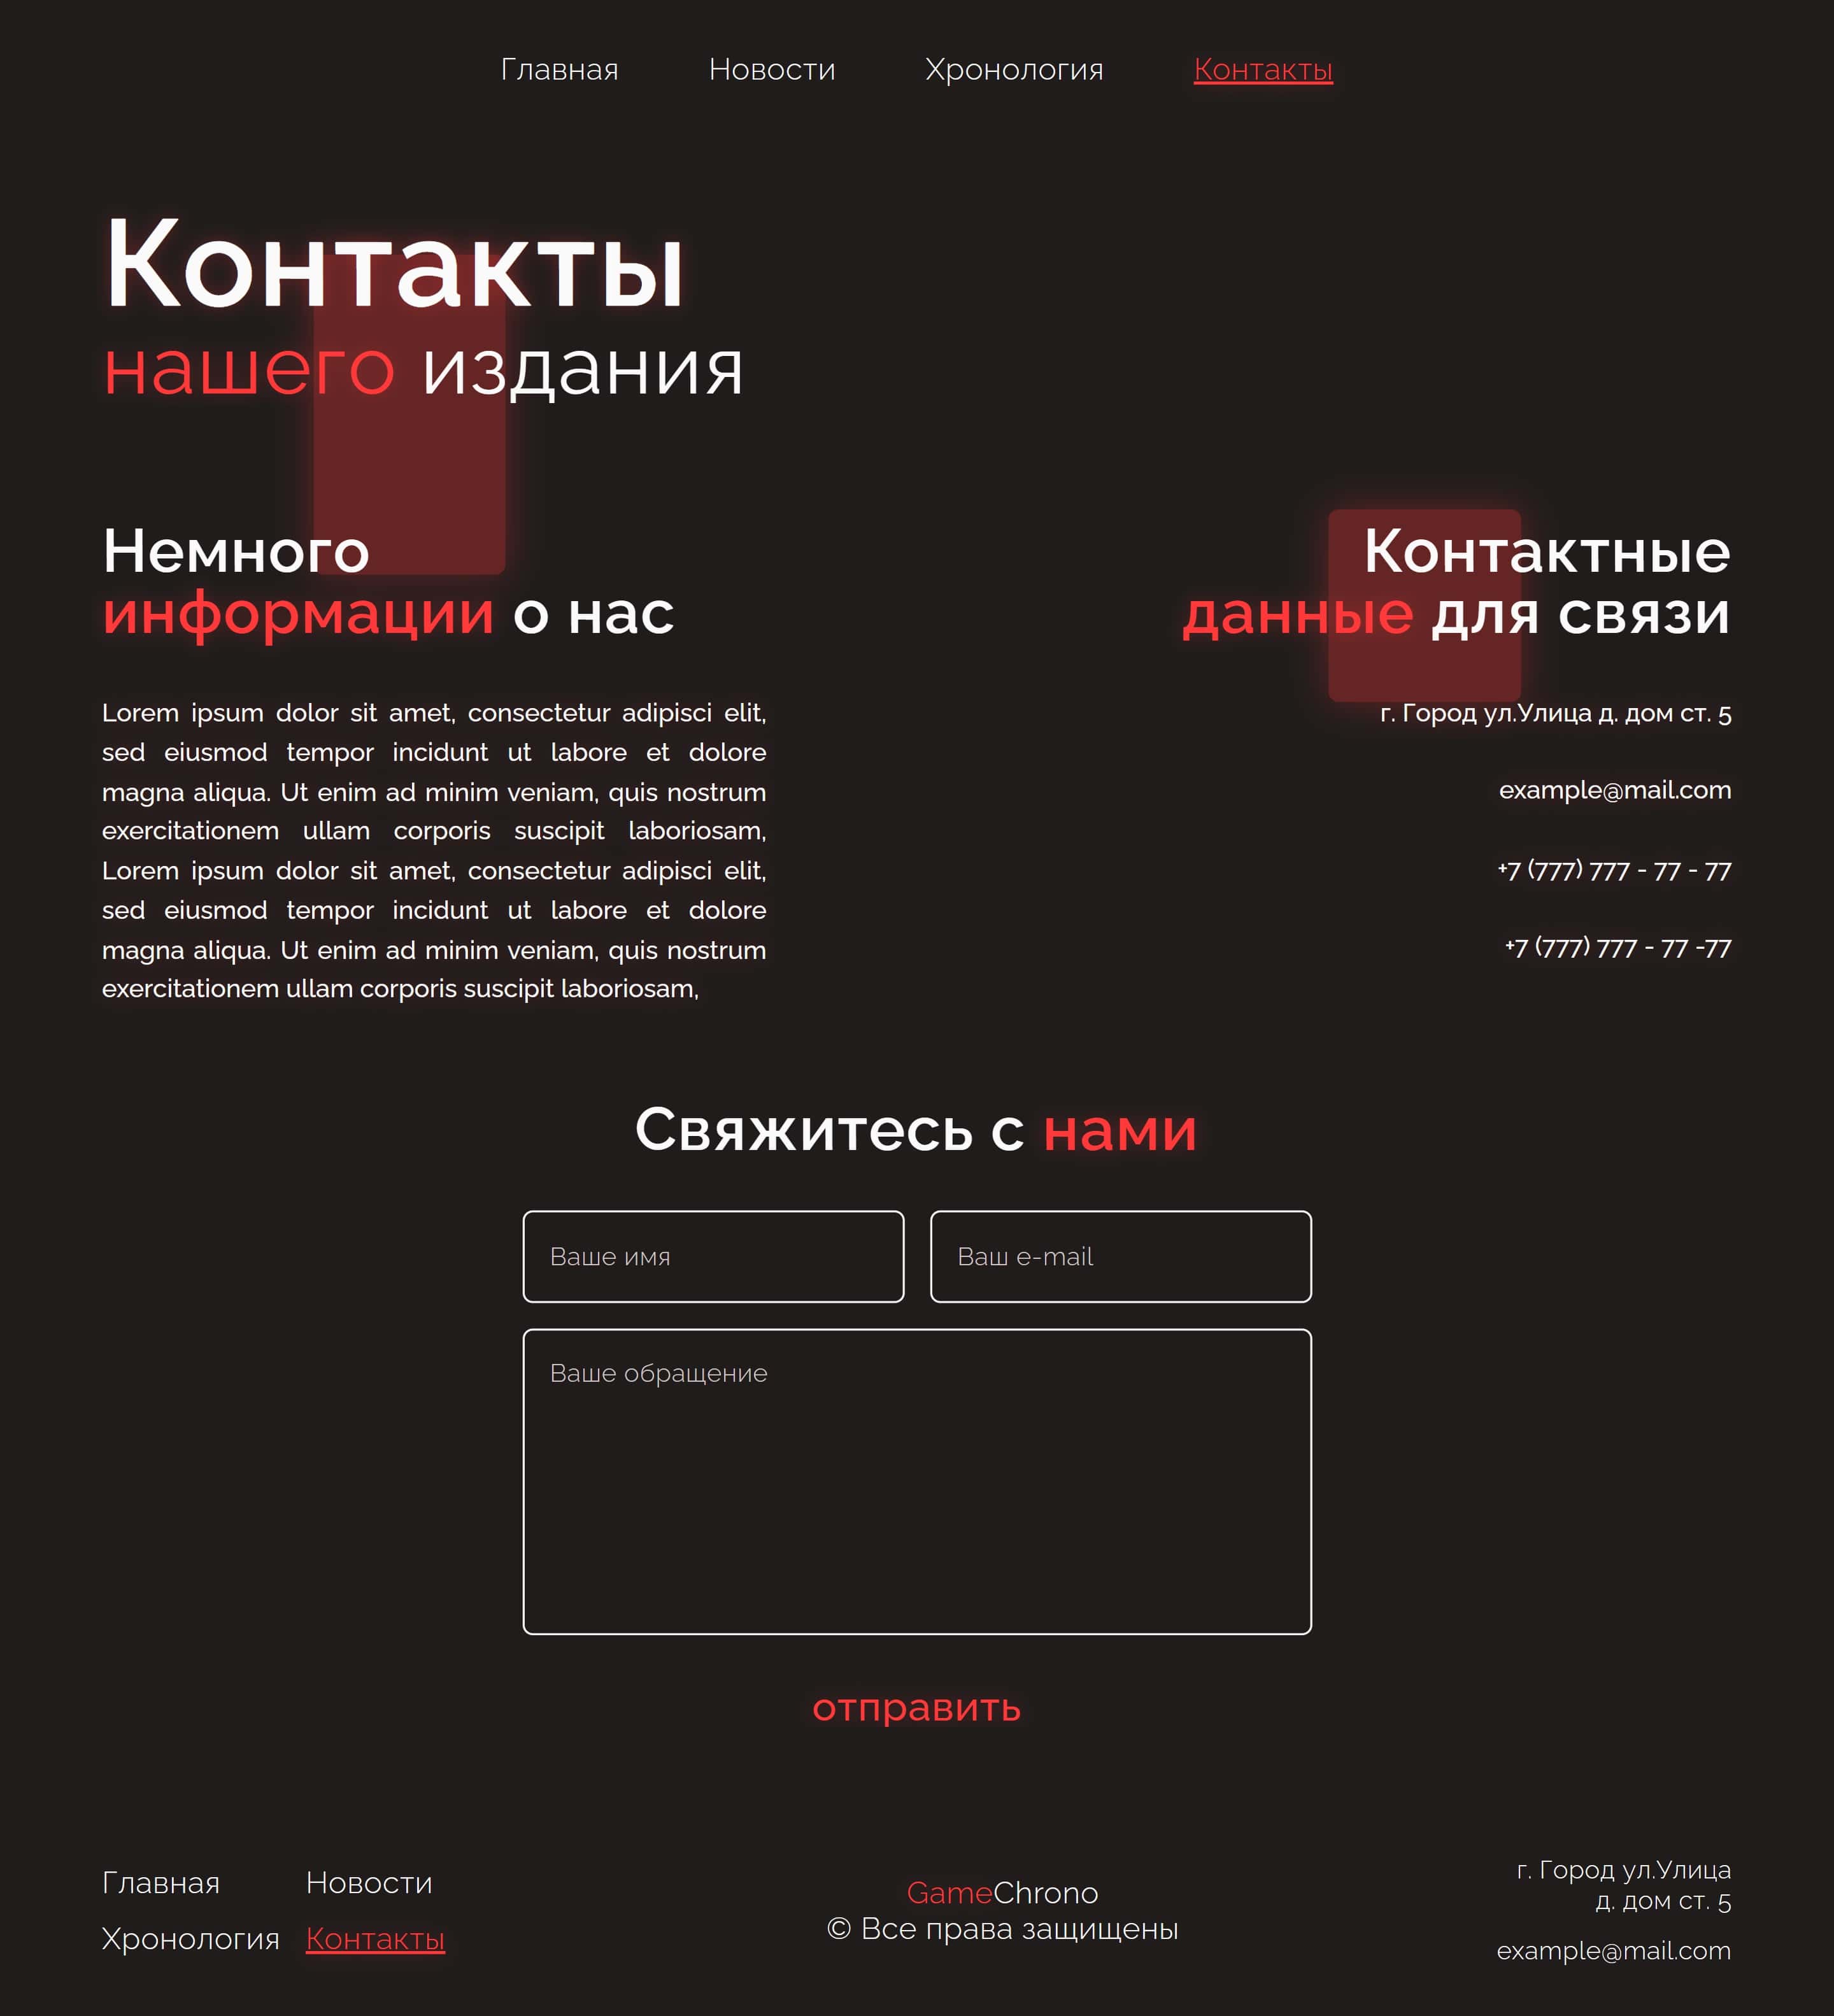 Главная Новости Хронология Контакты
Контакты
нашего издания
Немного
информации о нас
Lorem ipsum dolor sit amet, consectetur adipisci elit,
sed eiusmod tempor incidunt ut labore et dolore
magna aliqua. Ut enim ad minim veniam, quis nostrum
exercitationem ullam corporis suscipit laboriosam,
Lorem ipsum dolor sit amet, consectetur adipisci elit,
sed eiusmod tempor incidunt ut labore et dolore
magna aliqua. Ut enim ad minim veniam, quis nostrum
exercitationem ullam corporis suscipit laboriosam,
Контактные
данные для связи
г. Город ул.Улица д. дом ст. 5
example@mail.com
+7 (777) 777 - 77 - 77
+7 (777) 777 - 77 -77
Свяжитесь с нами
Ваше имя
Ваш e-mail
Ваше обращение
отправить
Главная Новости
Хронология Контакты
GameChrono
© Все права защищены
г. Город ул.Улица
д. дом ст. 5
example@mail.com